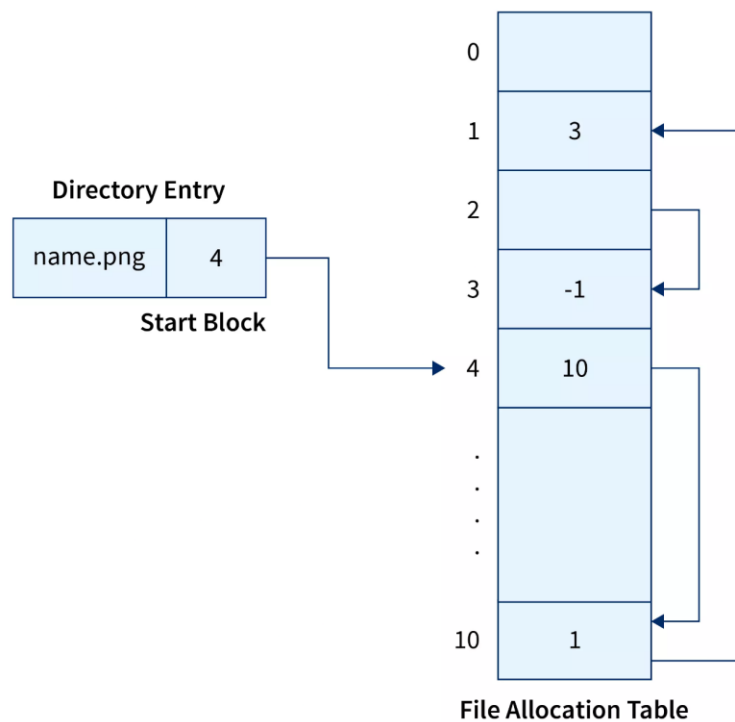 Directory Entry
name.png 4
Start Block
0
1 3
2
3 -1
4 10
.
.
.
.
10 1
File Allocation Table